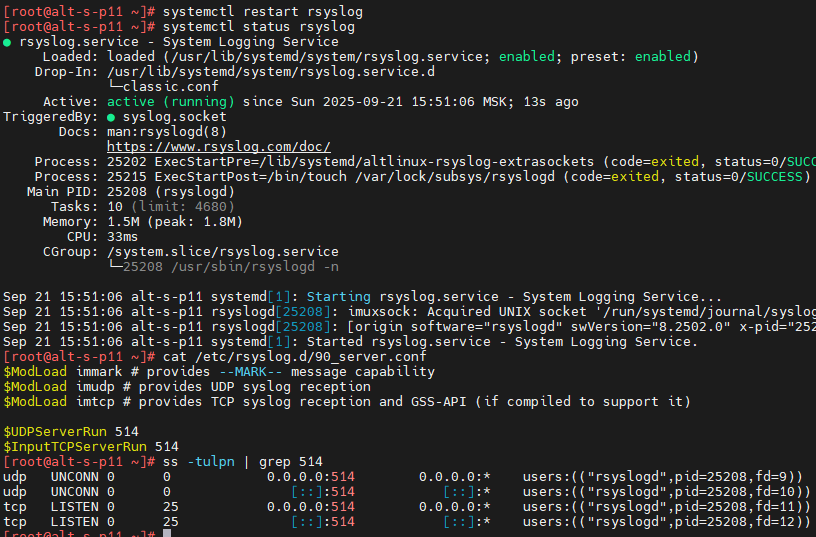 [root@alt-s-p11 ~]# systemctl restart rsyslog
[root@alt-s-p11 ~]# systemctl status rsyslog
● rsyslog.service - System Logging Service
     Loaded: loaded (/usr/lib/systemd/system/rsyslog.service; enabled; preset: enabled)
    Drop-In: /usr/lib/systemd/system/rsyslog.service.d
             └─classic.conf
     Active: active (running) since Sun 2025-09-21 15:51:06 MSK; 13s ago
TriggeredBy: ● syslog.socket
       Docs: man:rsyslogd(8)
             https://www.rsyslog.com/doc/
    Process: 25202 ExecStartPre=/lib/systemd/altlinux-rsyslog-extrasockets (code=exited, status=0/SUCC
    Process: 25215 ExecStartPost=/bin/touch /var/lock/subsys/rsyslogd (code=exited, status=0/SUCCESS)
   Main PID: 25208 (rsyslogd)
      Tasks: 10 (limit: 4680)
     Memory: 1.5M (peak: 1.8M)
        CPU: 33ms
     CGroup: /system.slice/rsyslog.service
             └─25208 /usr/sbin/rsyslogd -n

Sep 21 15:51:06 alt-s-p11 systemd[1]: Starting rsyslog.service - System Logging Service...
Sep 21 15:51:06 alt-s-p11 rsyslogd[25208]: imuxsock: Acquired UNIX socket '/run/systemd/journal/syslog
Sep 21 15:51:06 alt-s-p11 rsyslogd[25208]: [origin software="rsyslogd" swVersion="8.2502.0" x-pid="252
Sep 21 15:51:06 alt-s-p11 systemd[1]: Started rsyslog.service - System Logging Service.
[root@alt-s-p11 ~]# cat /etc/rsyslog.d/90_server.conf
$ModLoad immark # provides --MARK-- message capability
$ModLoad imudp # provides UDP syslog reception
$ModLoad imtcp # provides TCP syslog reception and GSS-API (if compiled to support it)

$UDPServerRun 514
$InputTCPServerRun 514
[root@alt-s-p11 ~]# ss -tulpn | grep 514
udp   UNCONN 0      0            0.0.0.0:514        0.0.0.0:*    users:(("rsyslogd",pid=25208,fd=9))
udp   UNCONN 0      0               [::]:514           [::]:*    users:(("rsyslogd",pid=25208,fd=10))
tcp   LISTEN 0      25           0.0.0.0:514        0.0.0.0:*    users:(("rsyslogd",pid=25208,fd=11))
tcp   LISTEN 0      25              [::]:514           [::]:*    users:(("rsyslogd",pid=25208,fd=12))
[root@alt-s-p11 ~]#